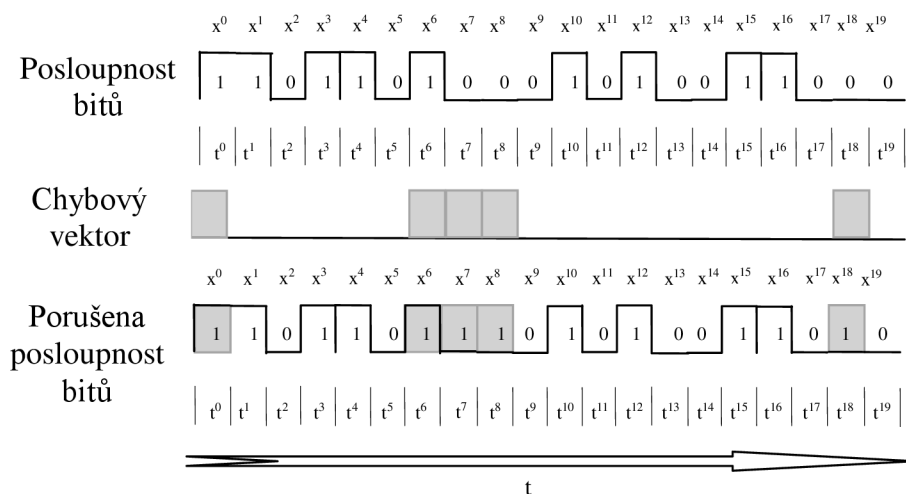 x⁰ x¹ x² x³ x⁴ x⁵ x⁶ x⁷ x⁸ x⁹ x¹⁰ x¹¹ x¹² x¹³ x¹⁴ x¹⁵ x¹⁶ x¹⁷ x¹⁸ x¹⁹
Posloupnost
bitů
1 1 0 1 1 0 1 0 0 0 1 0 1 0 0 1 1 0 0 0
t⁰ t¹ t² t³ t⁴ t⁵ t⁶ t⁷ t⁸ t⁹ t¹⁰ t¹¹ t¹² t¹³ t¹⁴ t¹⁵ t¹⁶ t¹⁷ t¹⁸ t¹⁹
Chybový
vektor
x⁰ x¹ x² x³ x⁴ x⁵ x⁶ x⁷ x⁸ x⁹ x¹⁰ x¹¹ x¹² x¹³ x¹⁴ x¹⁵ x¹⁶ x¹⁷ x¹⁸ x¹⁹
Porušena
posloupnost
bitů
1 1 0 1 1 0 1 1 1 0 1 0 1 0 0 1 1 0 1 0
t⁰ t¹ t² t³ t⁴ t⁵ t⁶ t⁷ t⁸ t⁹ t¹⁰ t¹¹ t¹² t¹³ t¹⁴ t¹⁵ t¹⁶ t¹⁷ t¹⁸ t¹⁹
t